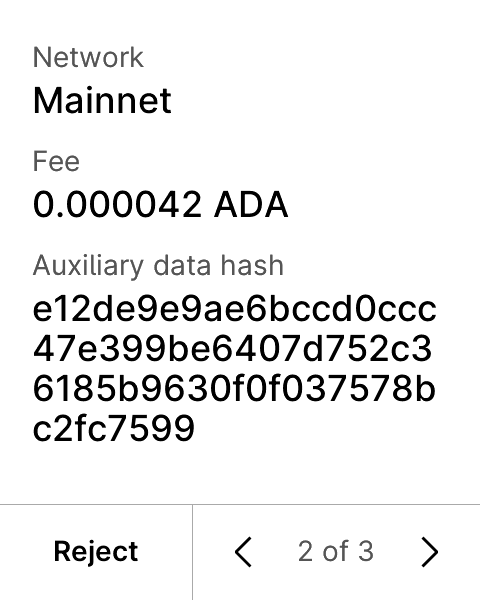 Network
Mainnet
Fee
0.000042 ADA
Auxiliary data hash
e12de9e9ae6bccd0ccc
47e399be6407d752c3
6185b9630f0f037578b
c2fc7599
Reject
2 of 3